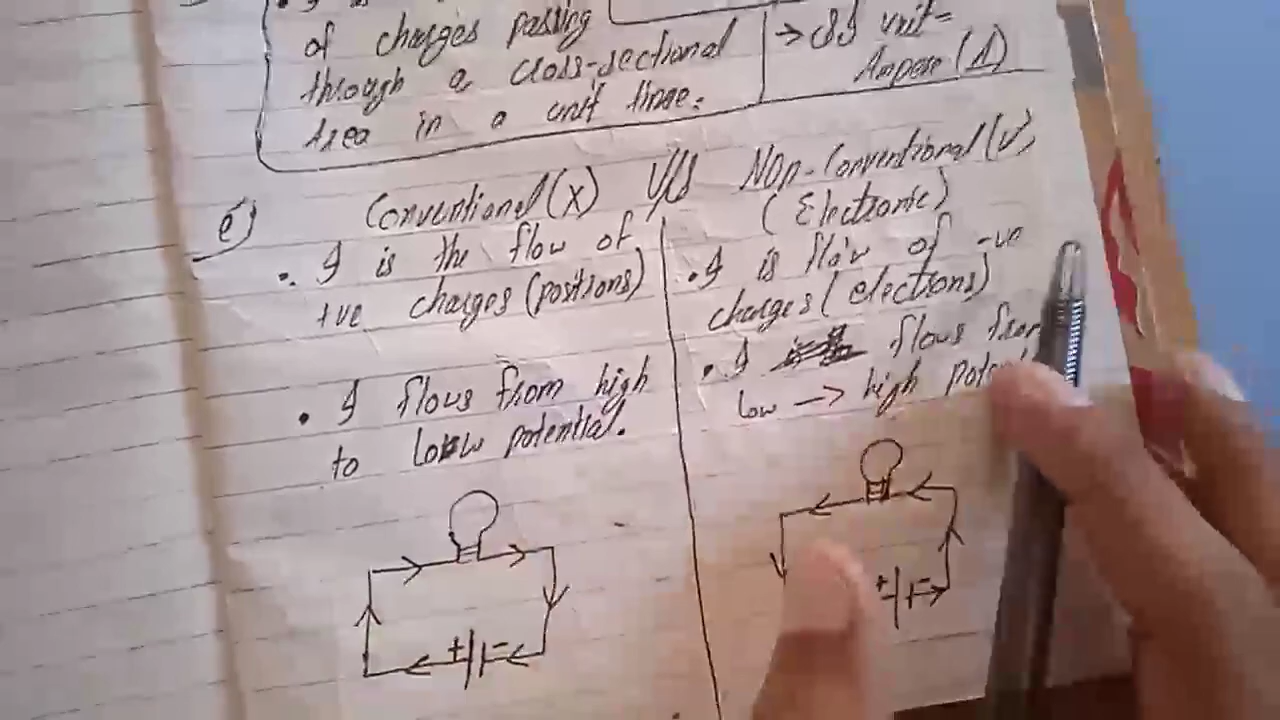 of charges passing
through a cross-sectional
Area in a unit time.
→ SI unit =
Ampere (A)
e) Conventional (x) V/S Non-Conventional (✓)
(Electronic)
• I is the flow of
+ve charges (positions)
• I flows from high
to low potential.
• I is flow of -ve
charges (electrons)
• I flows from
low → high
+ -
+ -